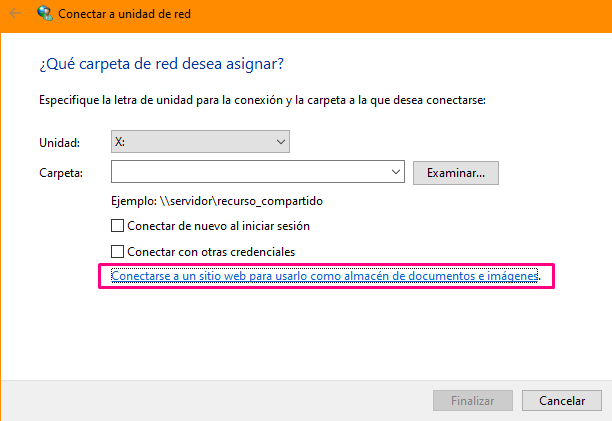 Conectar a unidad de red
¿Qué carpeta de red desea asignar?
Especifique la letra de unidad para la conexión y la carpeta a la que desea conectarse:
Unidad: X:
Carpeta: Examinar...
Ejemplo: \\servidor\recurso_compartido
Conectar de nuevo al iniciar sesión
Conectar con otras credenciales
Conectarse a un sitio web para usarlo como almacén de documentos e imágenes.
Finalizar Cancelar